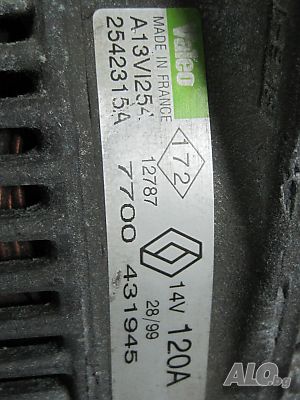 Valeo
MADE IN FRANCE
A13VI254
2542315A
172
12787
7700 431945
14V 120A
28/99
ALO.bg